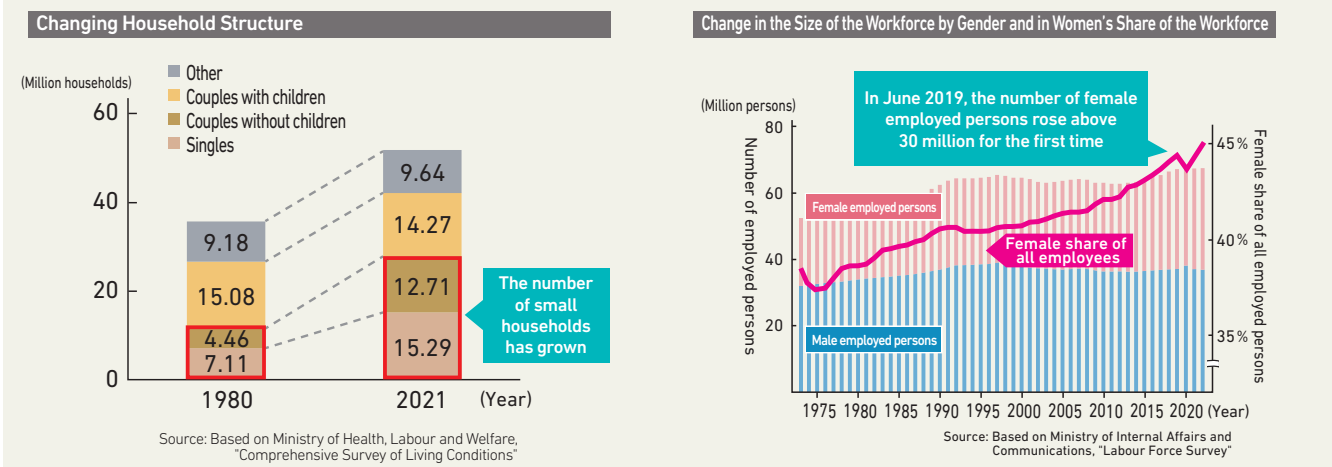 Changing Household Structure
(Million households)
Other
Couples with children
Couples without children
Singles
60
40
20
0
9.18
15.08
4.46
7.11
9.64
14.27
12.71
15.29
The number
of small
households
has grown
1980
2021
(Year)
Source: Based on Ministry of Health, Labour and Welfare,
"Comprehensive Survey of Living Conditions"
Change in the Size of the Workforce by Gender and in Women's Share of the Workforce
(Million persons)
In June 2019, the number of female
employed persons rose above
30 million for the first time
80
60
40
20
Number of employed persons
45%
40%
35%
Female share of all employed persons
Female employed persons
Female share of
all employees
Male employed persons
1975 1980 1985 1990 1995 2000 2005 2010 2015 2020 (Year)
Source: Based on Ministry of Internal Affairs and
Communications, "Labour Force Survey"